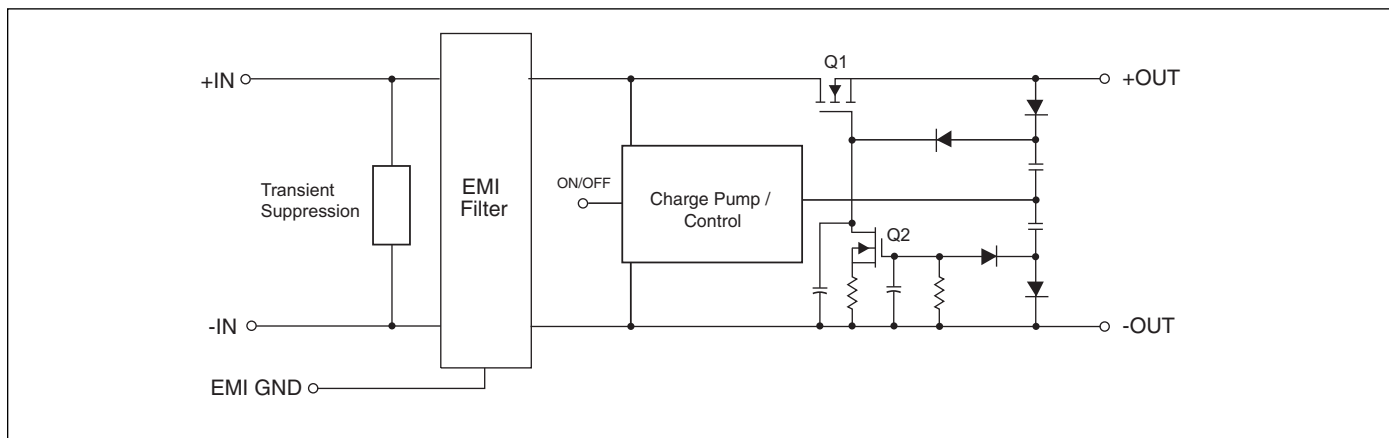 +IN
Q1
+OUT
Transient
Suppression
EMI
Filter
ON/OFF
Charge Pump /
Control
Q2
-IN
-OUT
EMI GND